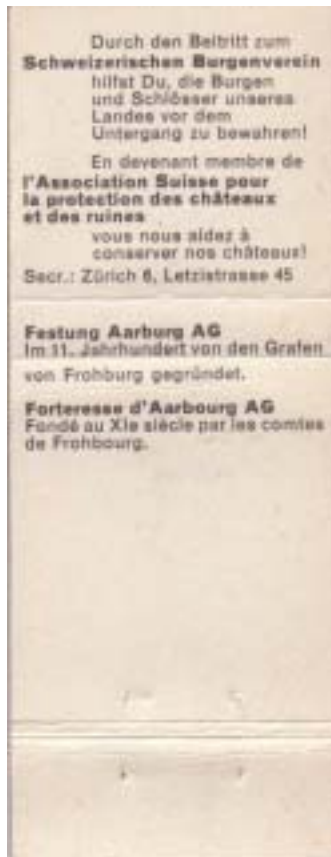 Durch den Beitritt zum
Schweizerischen Burgenverein
hilfst Du, die Burgen
und Schlösser unseres
Landes vor dem
Untergang zu bewahren!
En devenant membre de
l'Association Suisse pour
la protection des châteaux
et des ruines
vous nous aidez à
conserver nos châteaux!
Secr.: Zürich 6, Letzistrasse 45
Festung Aarburg AG
Im 11. Jahrhundert von den Grafen
von Frohburg gegründet.
Forteresse d'Aarbourg AG
Fondé au XIe siècle par les comtes
de Frohbourg.